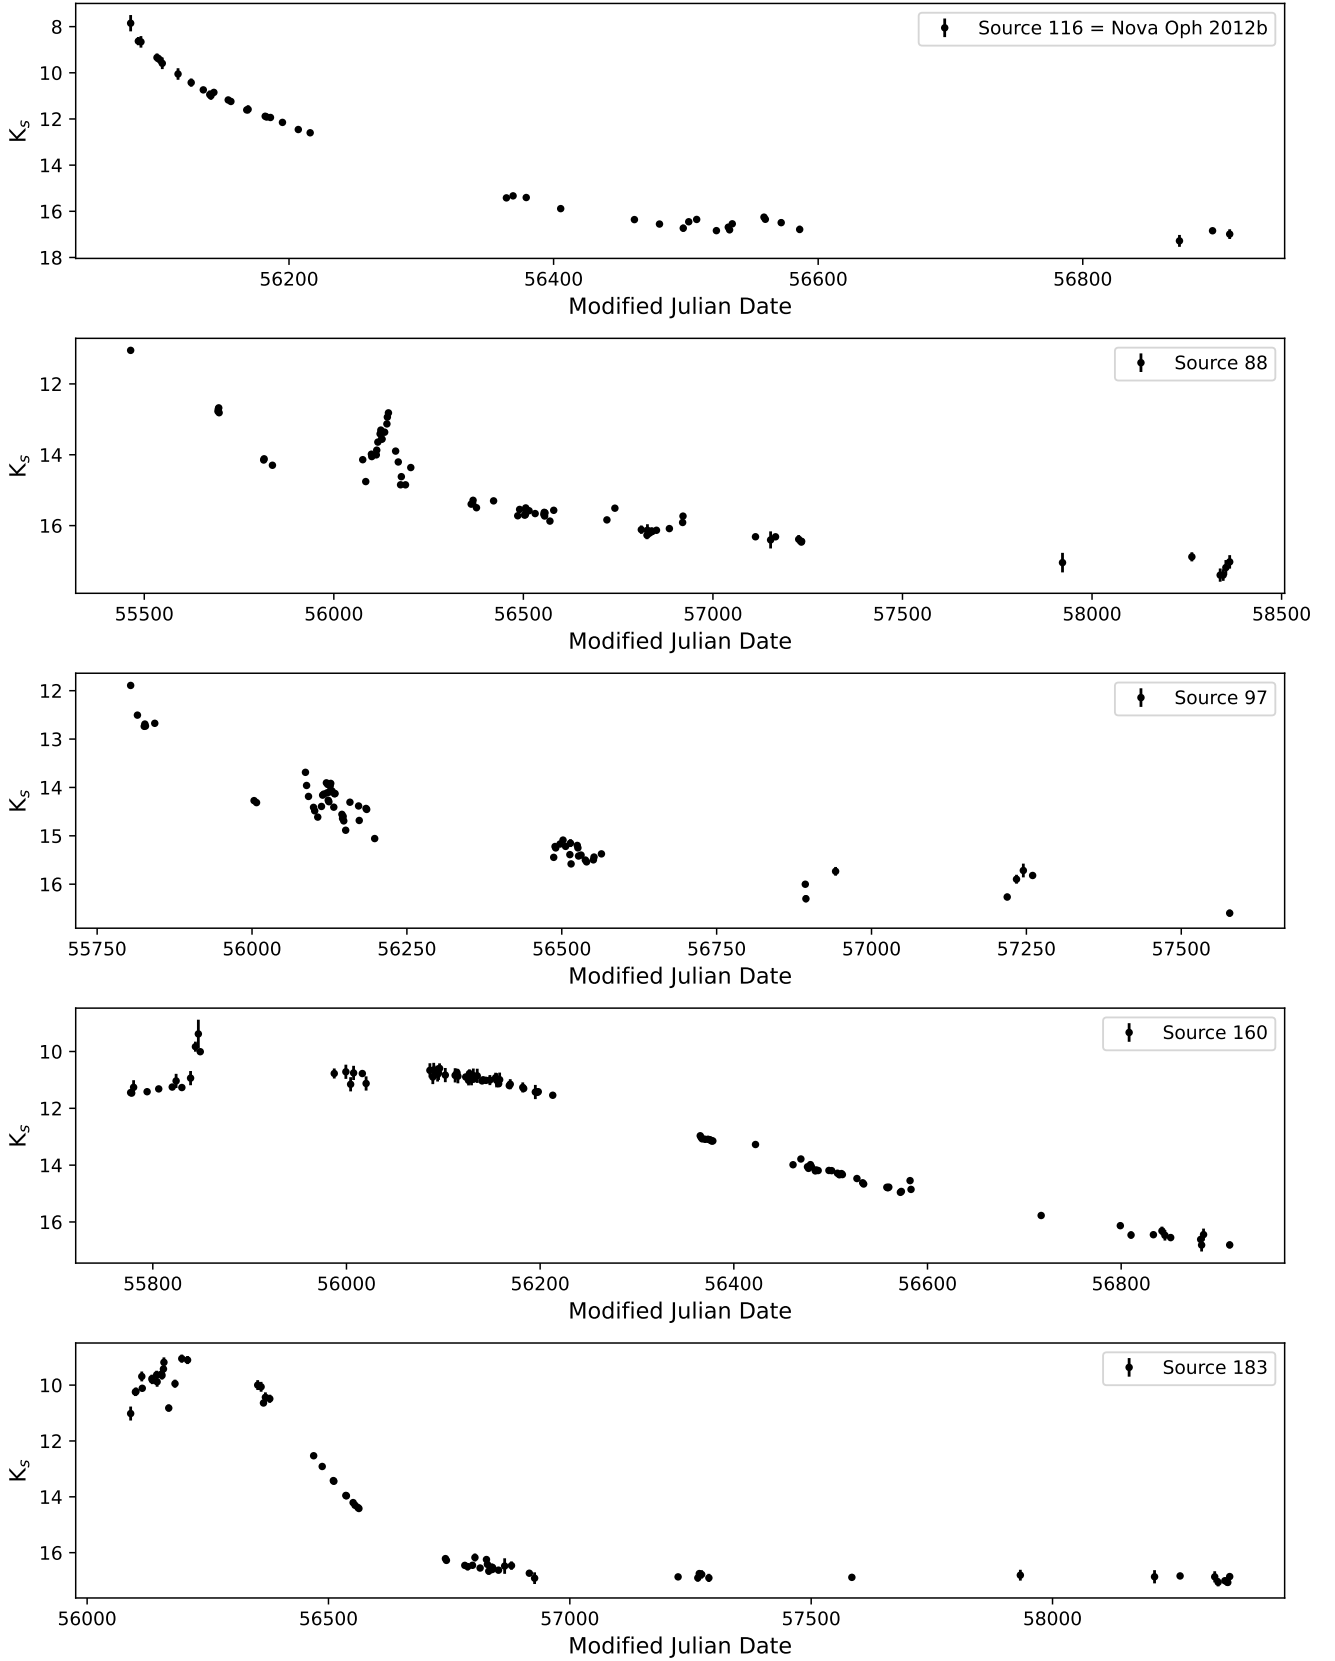 Source 116 = Nova Oph 2012b
8
10
12
14
16
18
Kₛ
56200 56400 56600 56800
Modified Julian Date
Source 88
12
14
16
Kₛ
55500 56000 56500 57000 57500 58000 58500
Modified Julian Date
Source 97
12
13
14
15
16
Kₛ
55750 56000 56250 56500 56750 57000 57250 57500
Modified Julian Date
Source 160
10
12
14
16
Kₛ
55800 56000 56200 56400 56600 56800
Modified Julian Date
Source 183
10
12
14
16
Kₛ
56000 56500 57000 57500 58000
Modified Julian Date